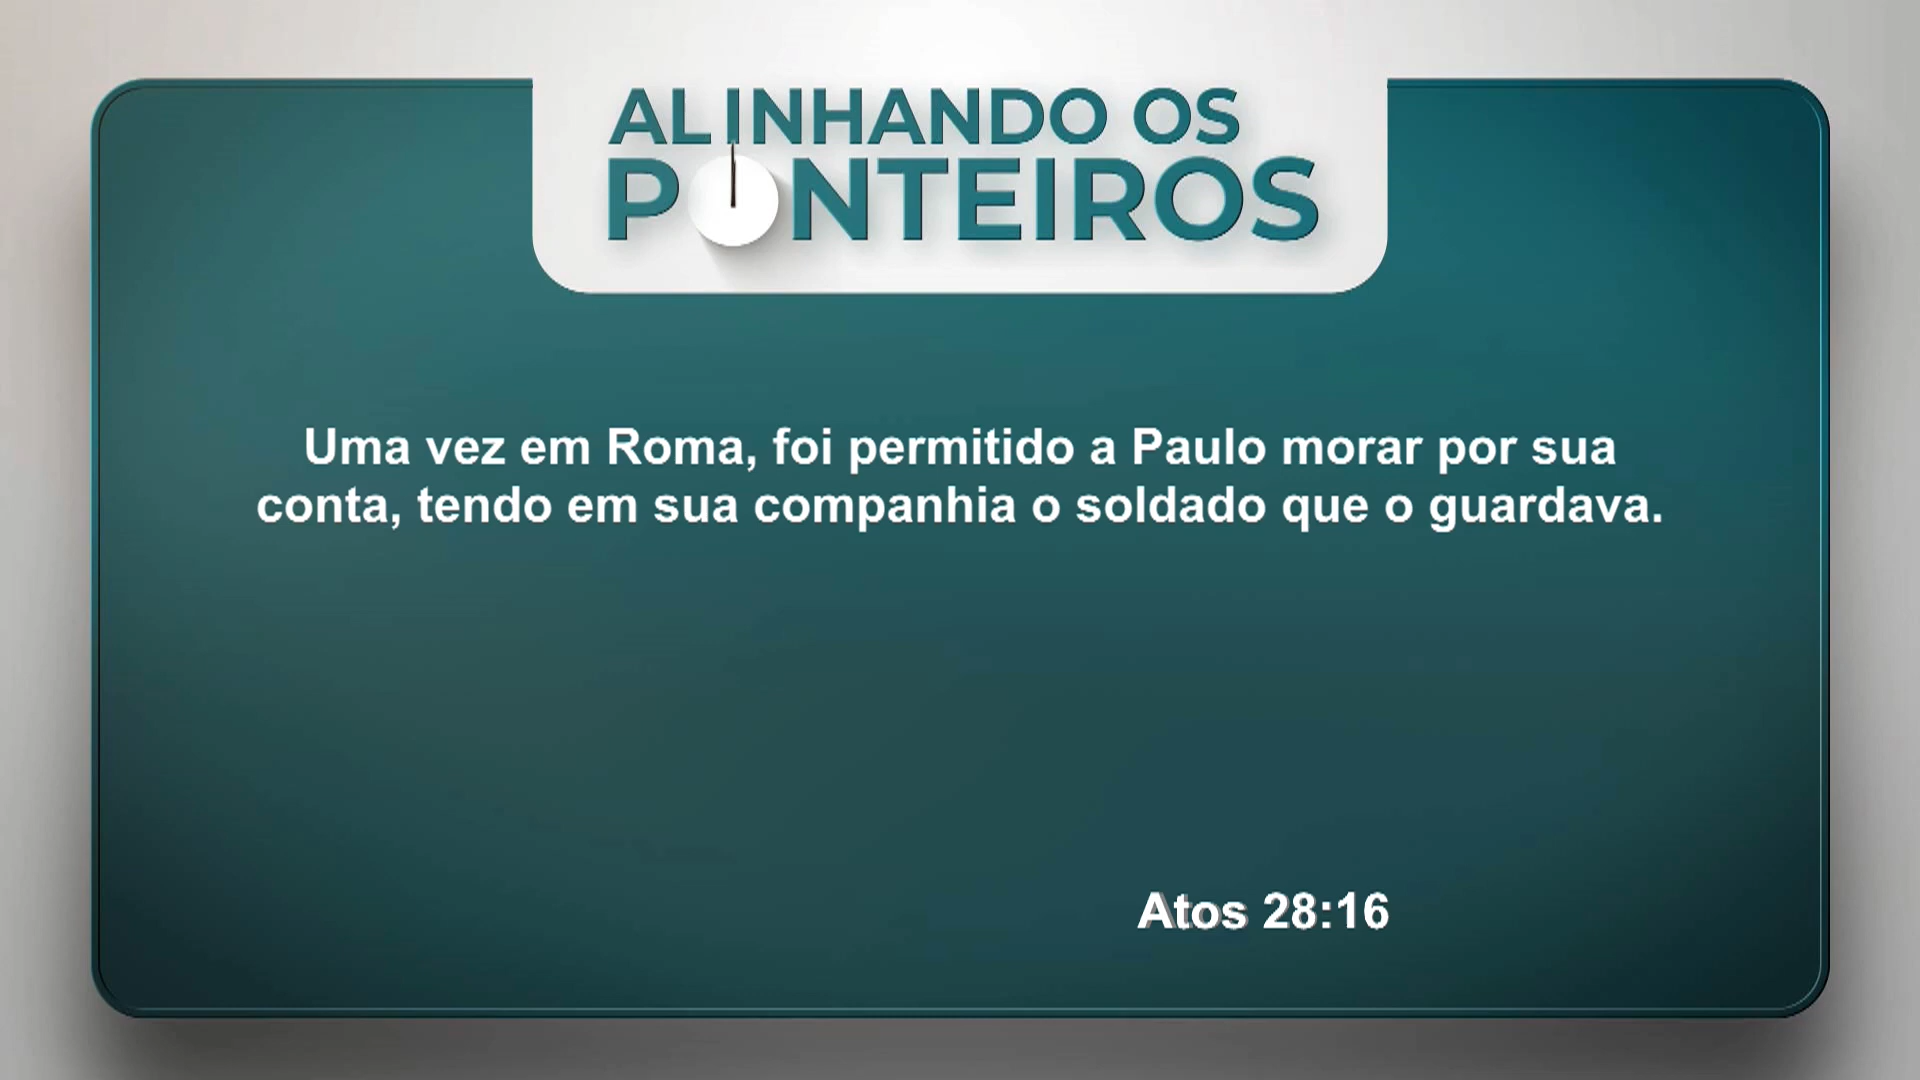 ALINHANDO OS
PONTEIROS
Uma vez em Roma, foi permitido a Paulo morar por sua
conta, tendo em sua companhia o soldado que o guardava.
Atos 28:16